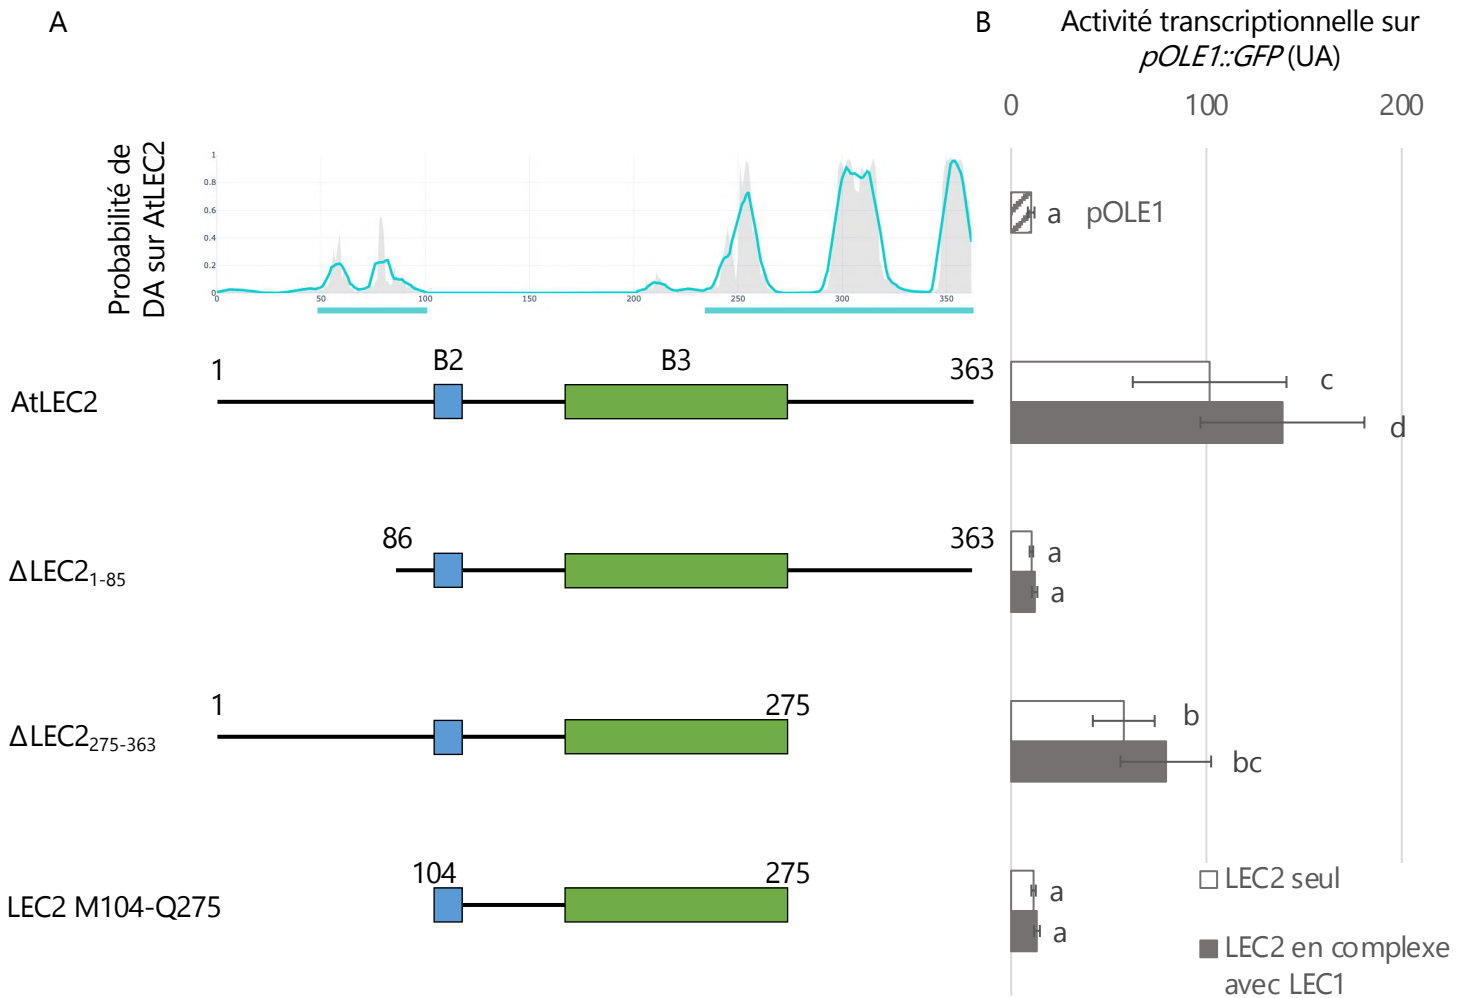 A
B
Activité transcriptionnelle sur
pOLE1::GFP (UA)
0 100 200
Probabilité de
DA sur AtLEC2
1
0.8
0.6
0.4
0.2
0
0 50 100 150 200 250 300 350
a pOLE1
B2 B3
1 363
AtLEC2
c
d
86 363
ΔLEC21-85
a
a
1 275
ΔLEC2275-363
b
bc
104 275
LEC2 M104-Q275
a
a
LEC2 seul
LEC2 en complexe
avec LEC1